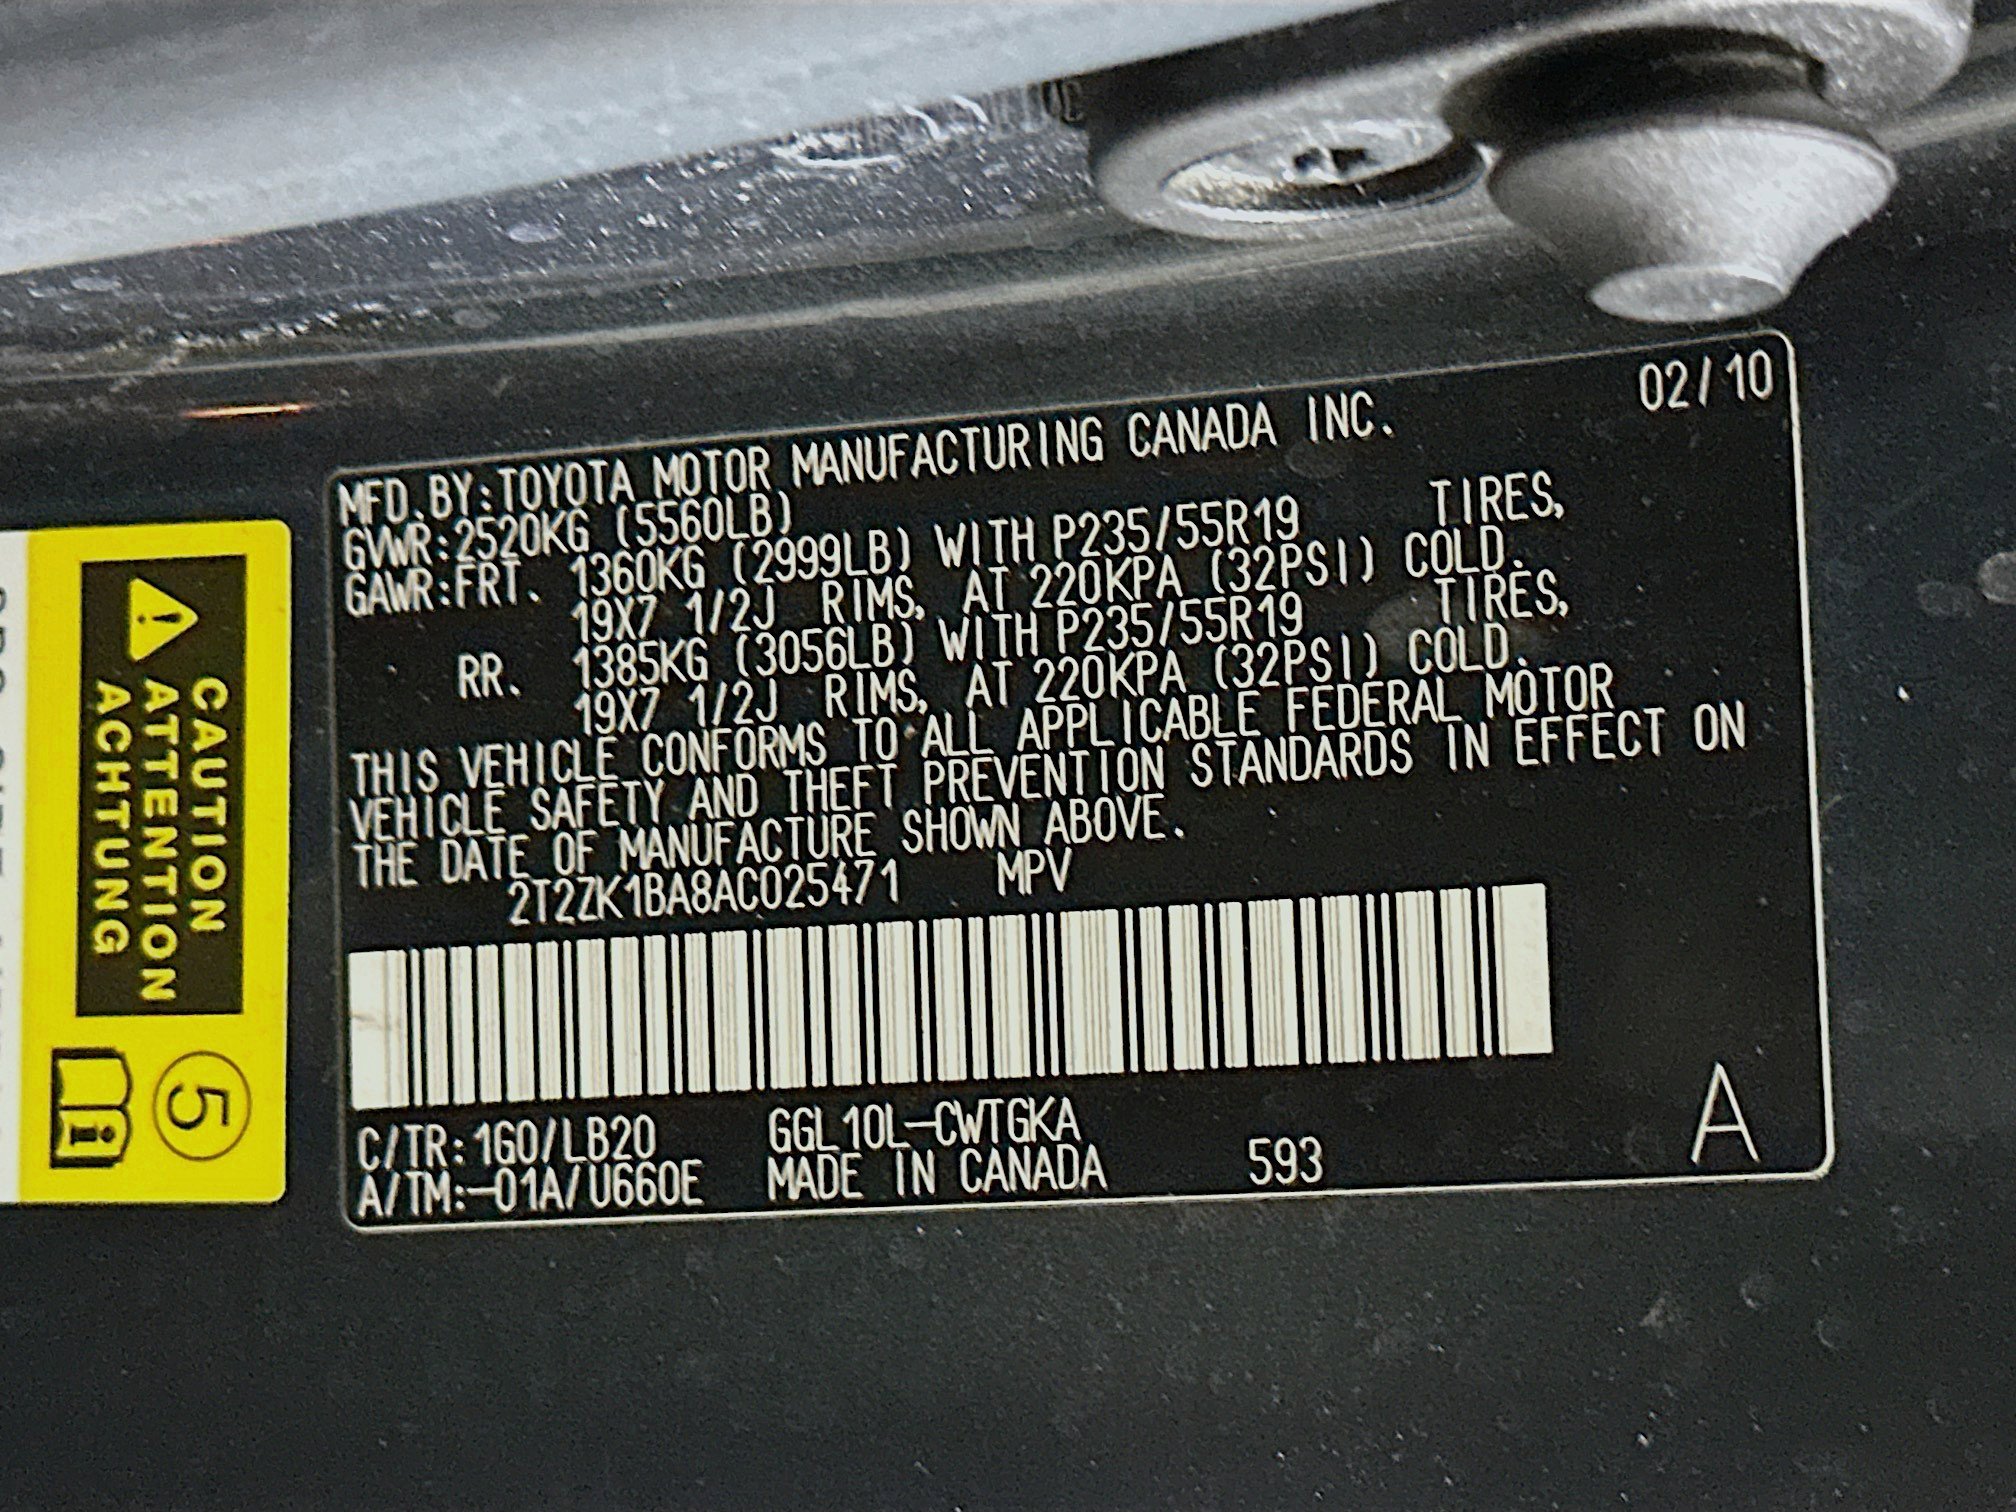 02/10
MFD.BY:TOYOTA MOTOR MANUFACTURING CANADA INC.
GVWR:2520KG (5560LB)
GAWR:FRT. 1360KG (2999LB) WITH P235/55R19 TIRES,
19X7 1/2J RIMS, AT 220KPA (32PSI) COLD.
RR. 1385KG (3056LB) WITH P235/55R19 TIRES,
19X7 1/2J RIMS, AT 220KPA (32PSI) COLD.
THIS VEHICLE CONFORMS TO ALL APPLICABLE FEDERAL MOTOR
VEHICLE SAFETY AND THEFT PREVENTION STANDARDS IN EFFECT ON
THE DATE OF MANUFACTURE SHOWN ABOVE.
2T2ZK1BA8AC025471 MPV
C/TR:1G0/LB20 GGL10L-CWTGKA
A/TM:-01A/U660E MADE IN CANADA 593
A
CAUTION
ATTENTION
ACHTUNG
5
i